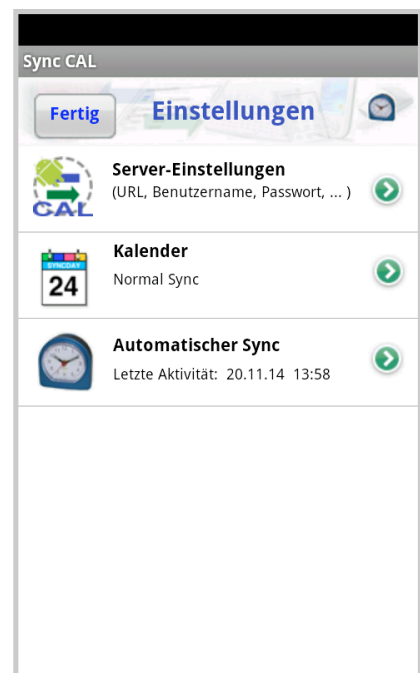 Sync CAL
Fertig
Einstellungen
Server-Einstellungen
(URL, Benutzername, Passwort, ... )
CAL
Kalender
SYNCDAY
24
Normal Sync
Automatischer Sync
Letzte Aktivität: 20.11.14 13:58